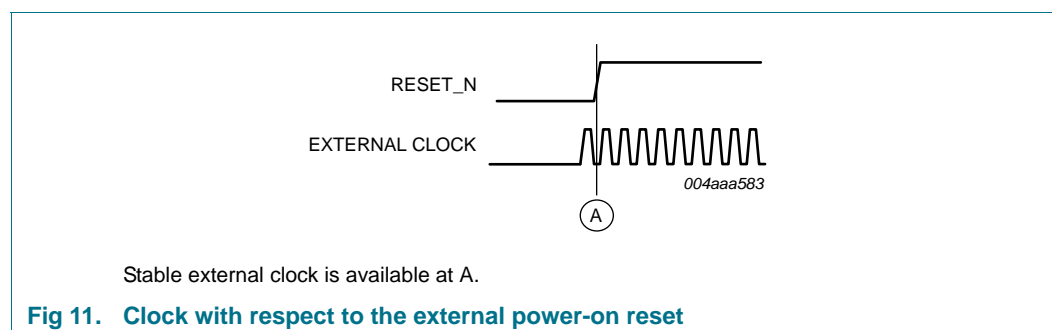 RESET_N
EXTERNAL CLOCK
004aaa583
A
Stable external clock is available at A.
Fig 11. Clock with respect to the external power-on reset